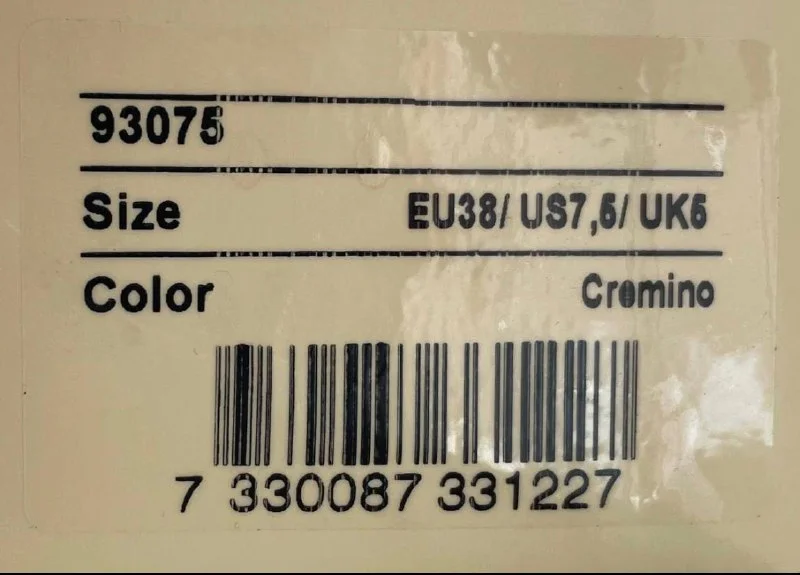 93075
Size EU38/ US7,5/ UK5
Color Cremino
7 330087 331227